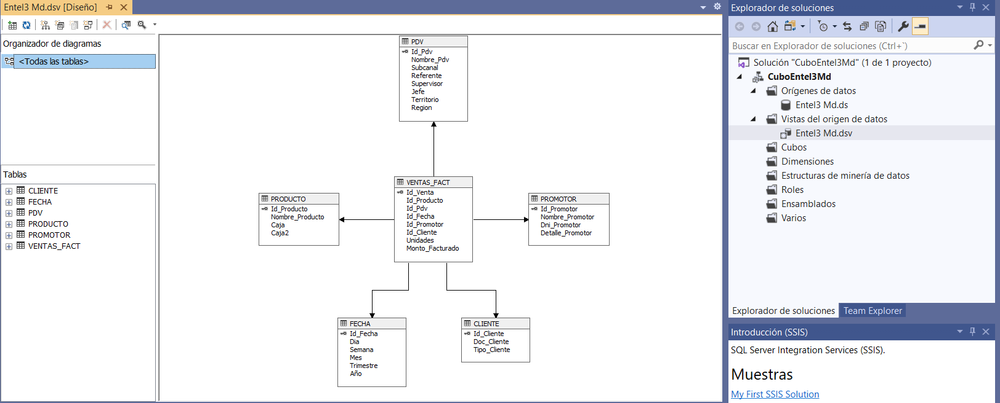 Entel3 Md.dsv [Diseño]
Organizador de diagramas
<Todas las tablas>
Tablas
CLIENTE
FECHA
PDV
PRODUCTO
PROMOTOR
VENTAS_FACT
PDV
Id_Pdv
Nombre_Pdv
Subcanal
Referente
Supervisor
Jefe
Territorio
Region
PRODUCTO
Id_Producto
Nombre_Producto
Caja
Caja2
VENTAS_FACT
Id_Venta
Id_Producto
Id_Pdv
Id_Fecha
Id_Promotor
Id_Cliente
Unidades
Monto_Facturado
PROMOTOR
Id_Promotor
Nombre_Promotor
Dni_Promotor
Detalle_Promotor
FECHA
Id_Fecha
Dia
Semana
Mes
Trimestre
Año
CLIENTE
Id_Cliente
Doc_Cliente
Tipo_Cliente
Explorador de soluciones
Buscar en Explorador de soluciones (Ctrl+`)
Solución "CuboEntel3Md" (1 de 1 proyecto)
CuboEntel3Md
Orígenes de datos
Entel3 Md.ds
Vistas del origen de datos
Entel3 Md.dsv
Cubos
Dimensiones
Estructuras de minería de datos
Roles
Ensamblados
Varios
Explorador de soluciones Team Explorer
Introducción (SSIS)
SQL Server Integration Services (SSIS).
Muestras
My First SSIS Solution